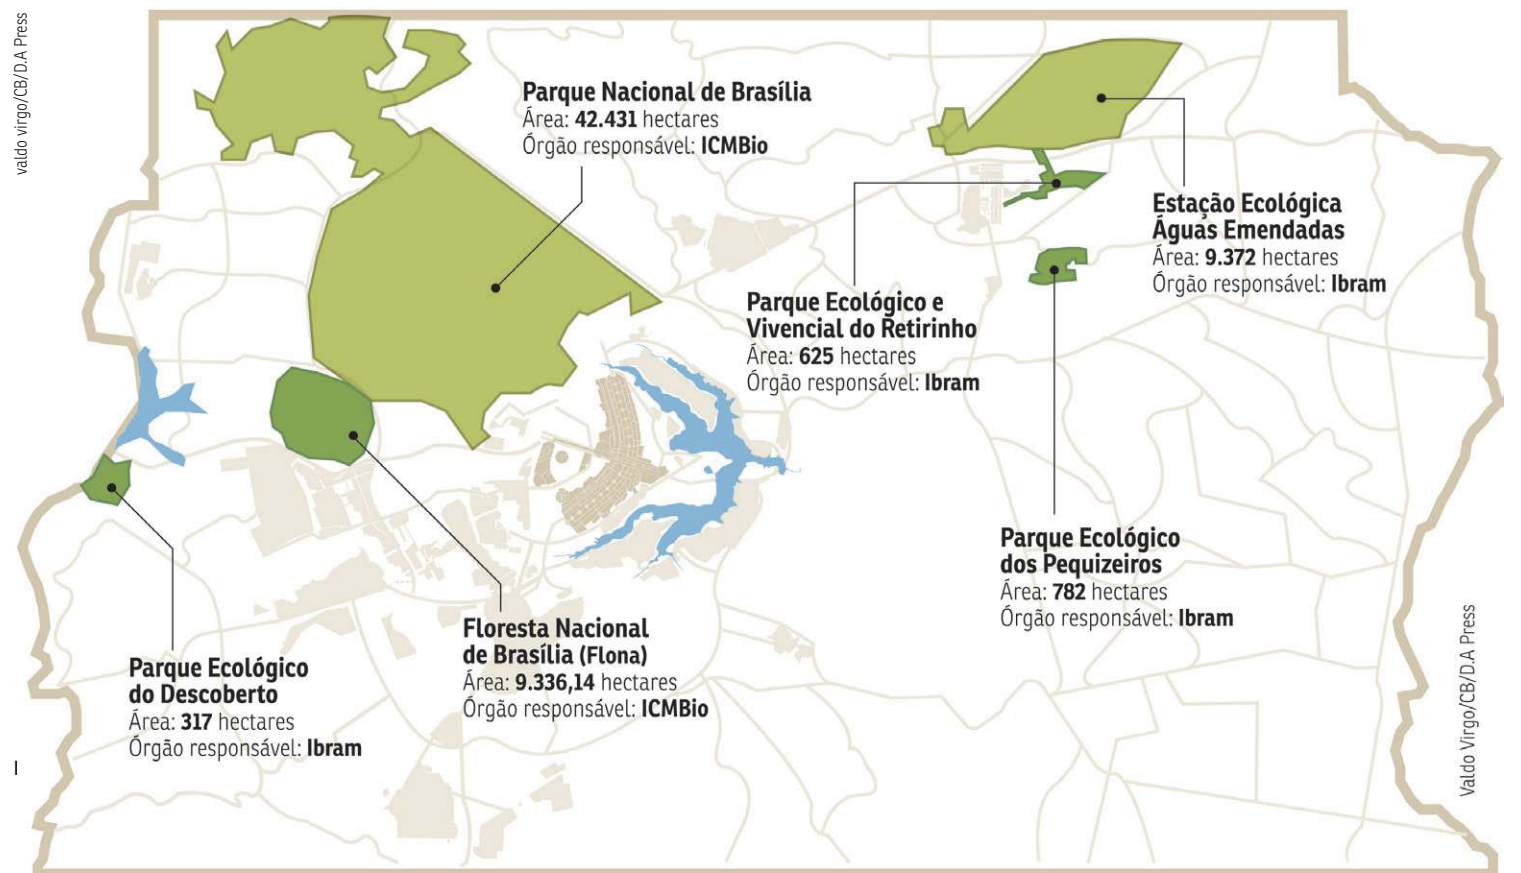 valdo virgo/CB/D.A Press
Parque Nacional de Brasília
Área: 42.431 hectares
Órgão responsável: ICMBio
Estação Ecológica
Águas Emendadas
Área: 9.372 hectares
Órgão responsável: Ibram
Parque Ecológico e
Vivencial do Retirinho
Área: 625 hectares
Órgão responsável: Ibram
Parque Ecológico
dos Pequizeiros
Área: 782 hectares
Órgão responsável: Ibram
Floresta Nacional
de Brasília (Flona)
Área: 9.336,14 hectares
Órgão responsável: ICMBio
Parque Ecológico
do Descoberto
Área: 317 hectares
Órgão responsável: Ibram
Valdo Virgo/CB/D.A Press